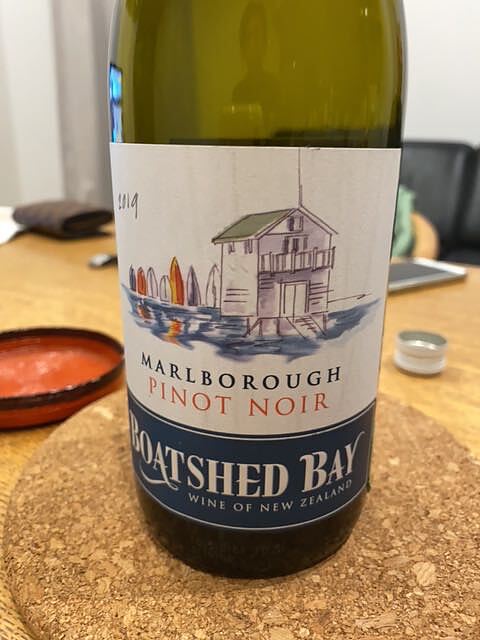 2019
MARLBOROUGH
PINOT NOIR
BOATSHED BAY
WINE OF NEW ZEALAND